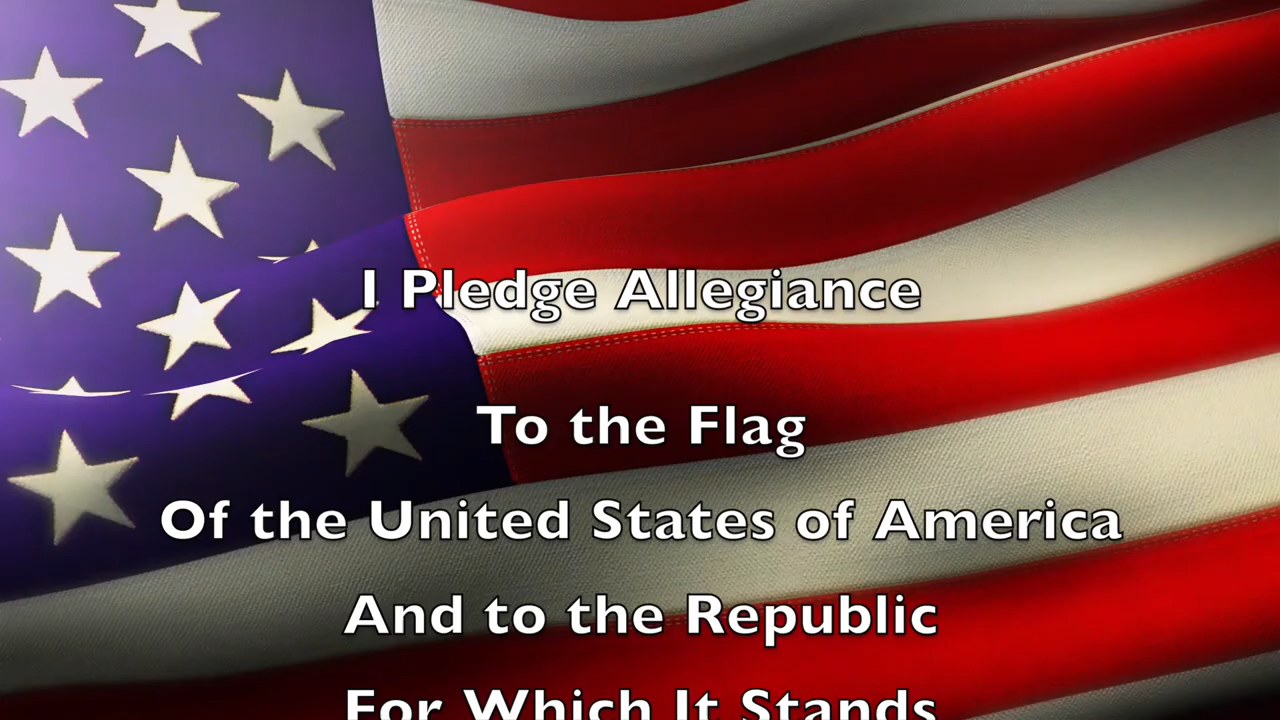 I Pledge Allegiance
To the Flag
Of the United States of America
And to the Republic
For Which It Stands